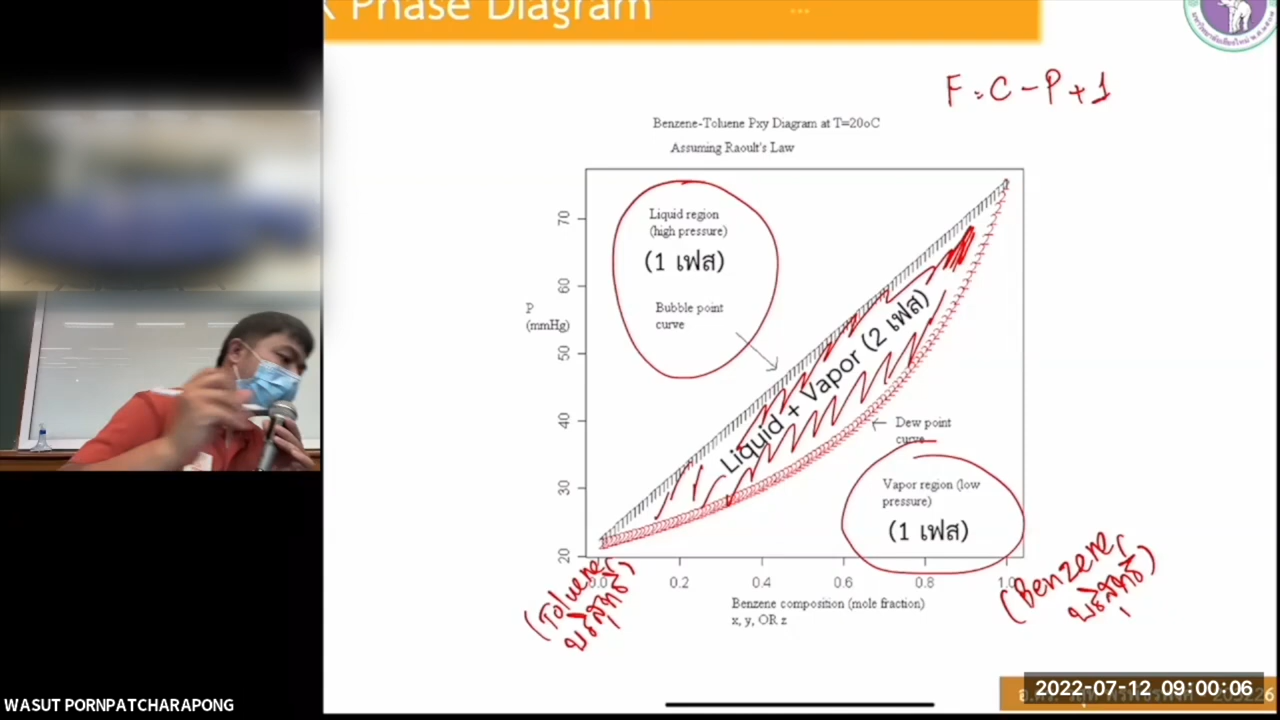 Phase Diagram
F = C - P + 1
Benzene-Toluene Pxy Diagram at T=20oC
Assuming Raoult's Law
Liquid region
(high pressure)
(1 เฟส)
Bubble point
curve
P
(mmHg)
70
60
50
40
30
20
Liquid + Vapor (2 เฟส)
Dew point
curve
Vapor region (low
pressure)
(1 เฟส)
0.0 0.2 0.4 0.6 0.8 1.0
Benzene composition (mole fraction)
x, y, OR z
(Toluene
บริสุทธิ์)
(Benzene
บริสุทธิ์)
WASUT PORNPATCHARAPONG
2022-07-12 09:00:06